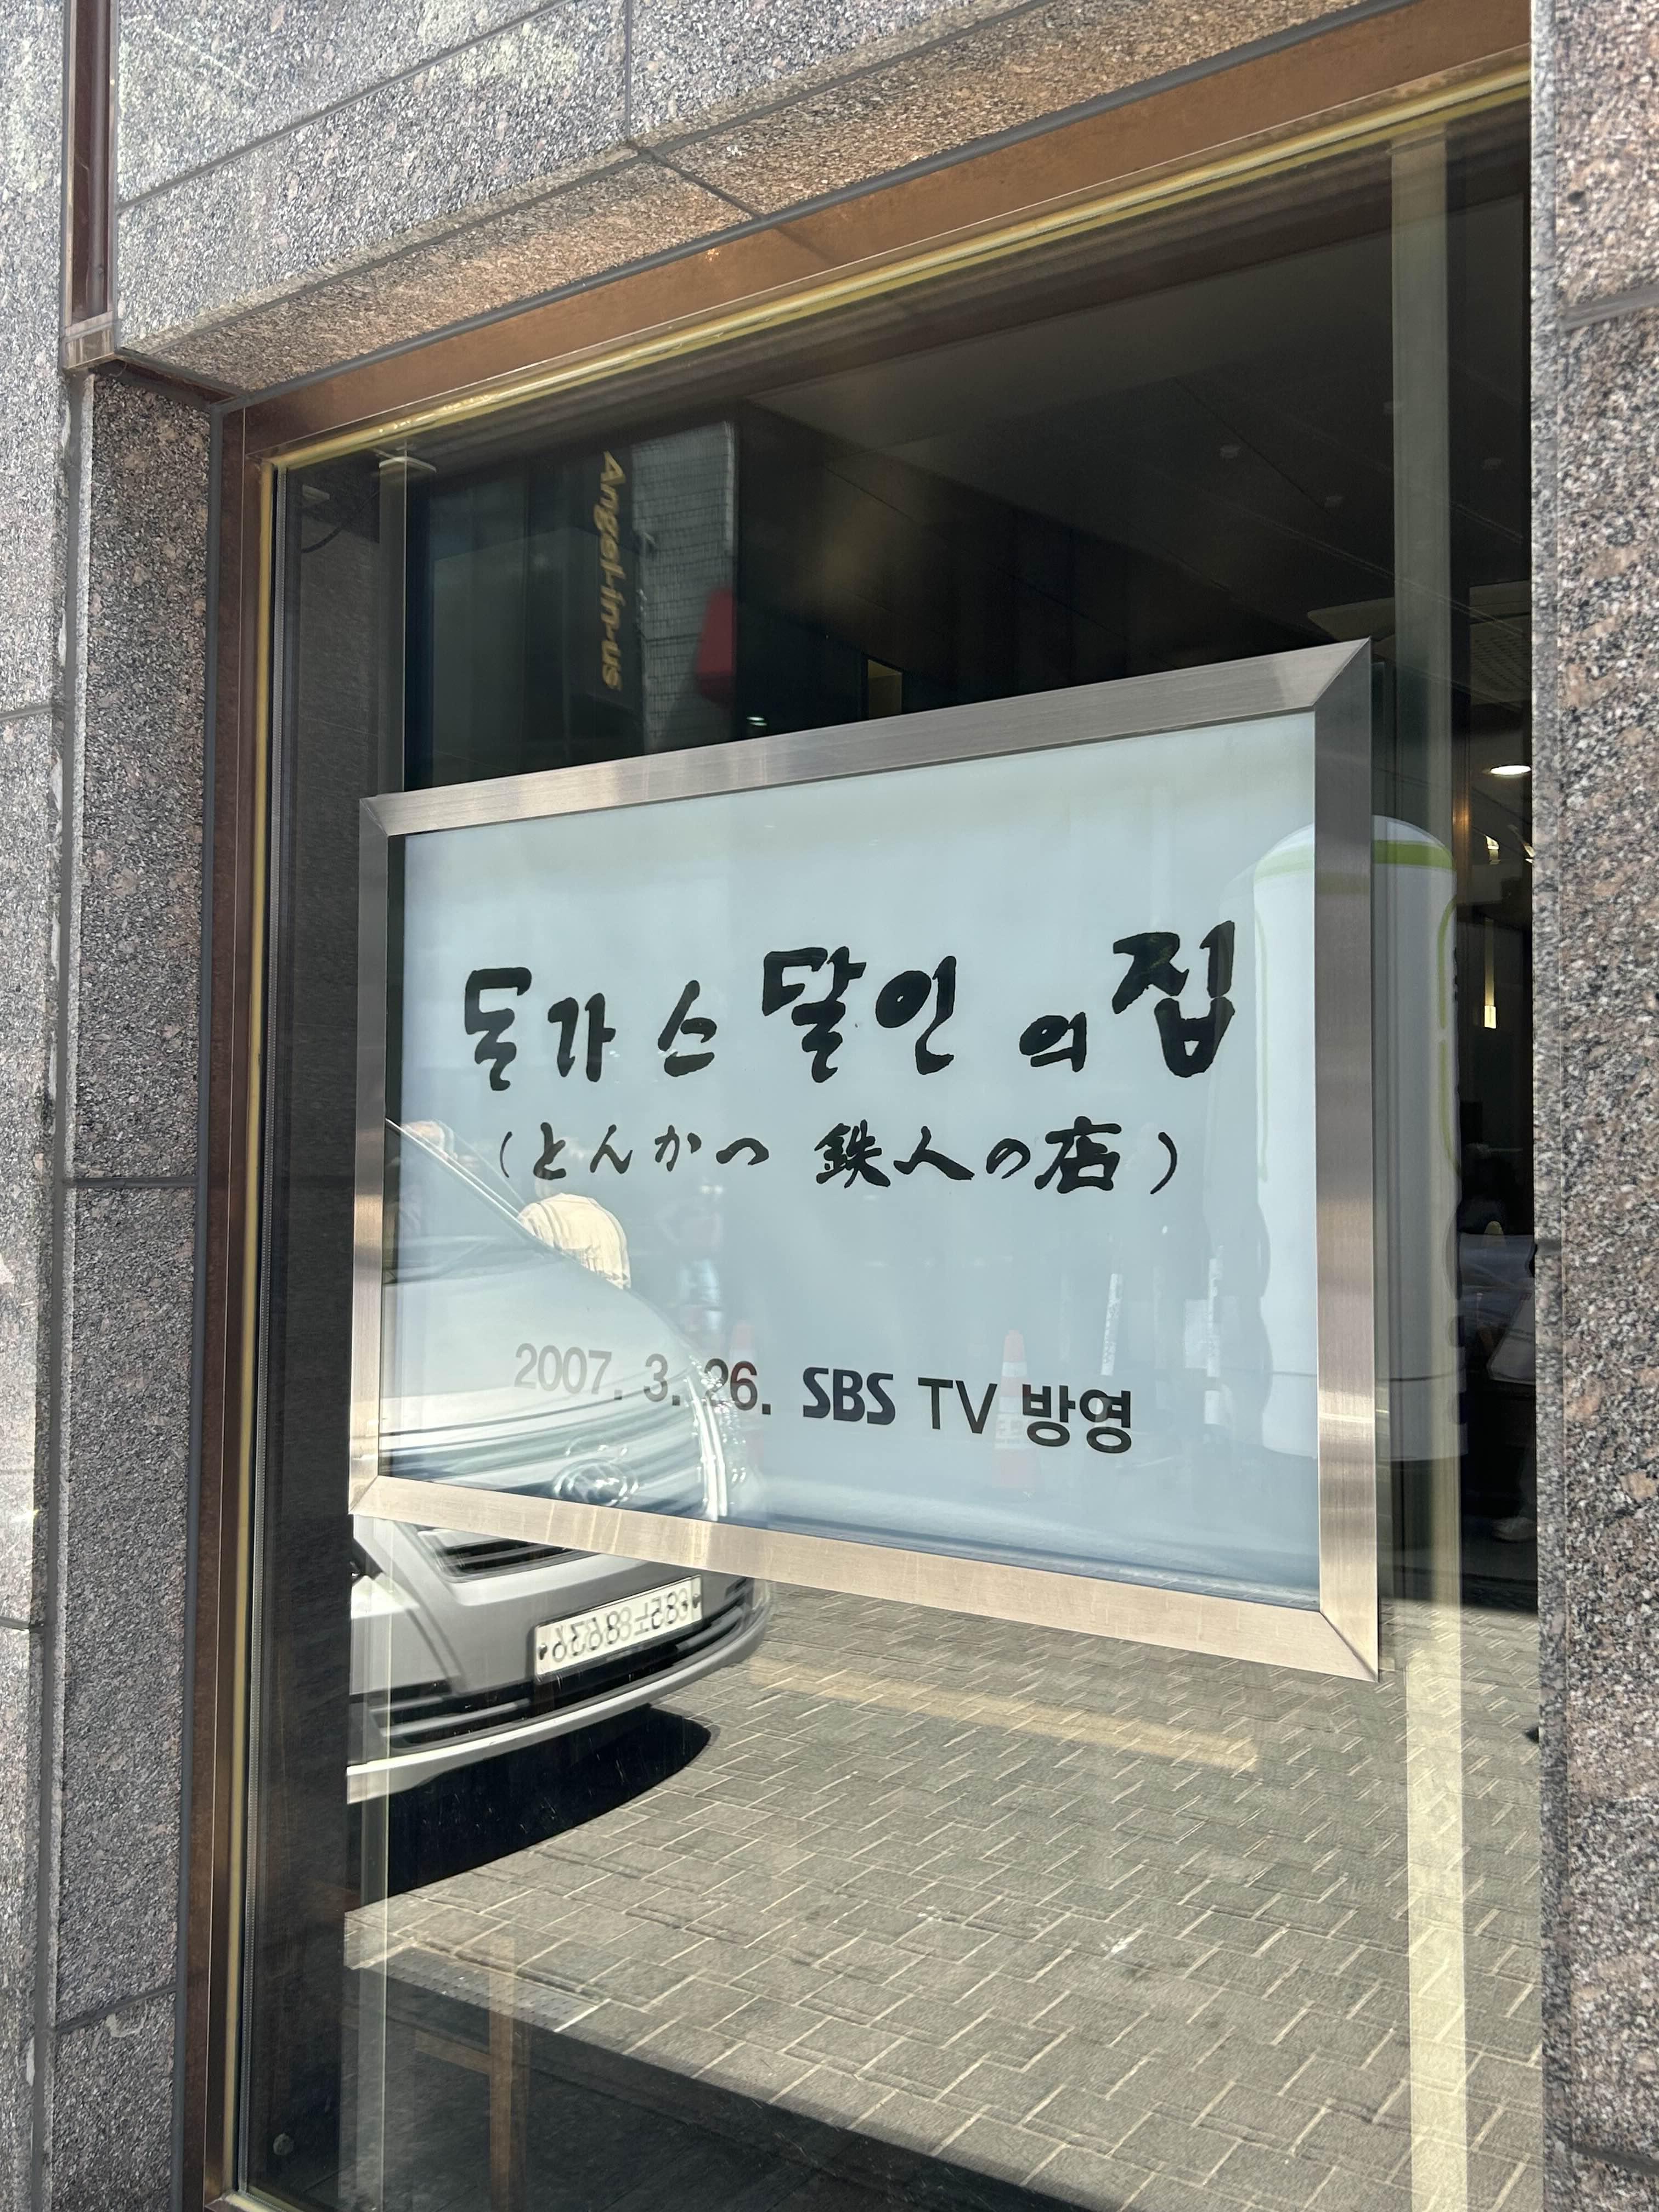 Angel-in-us
돈가스 달인의 집
(とんかつ 鉄人の店)
2007. 3. 26. SBS TV 방영